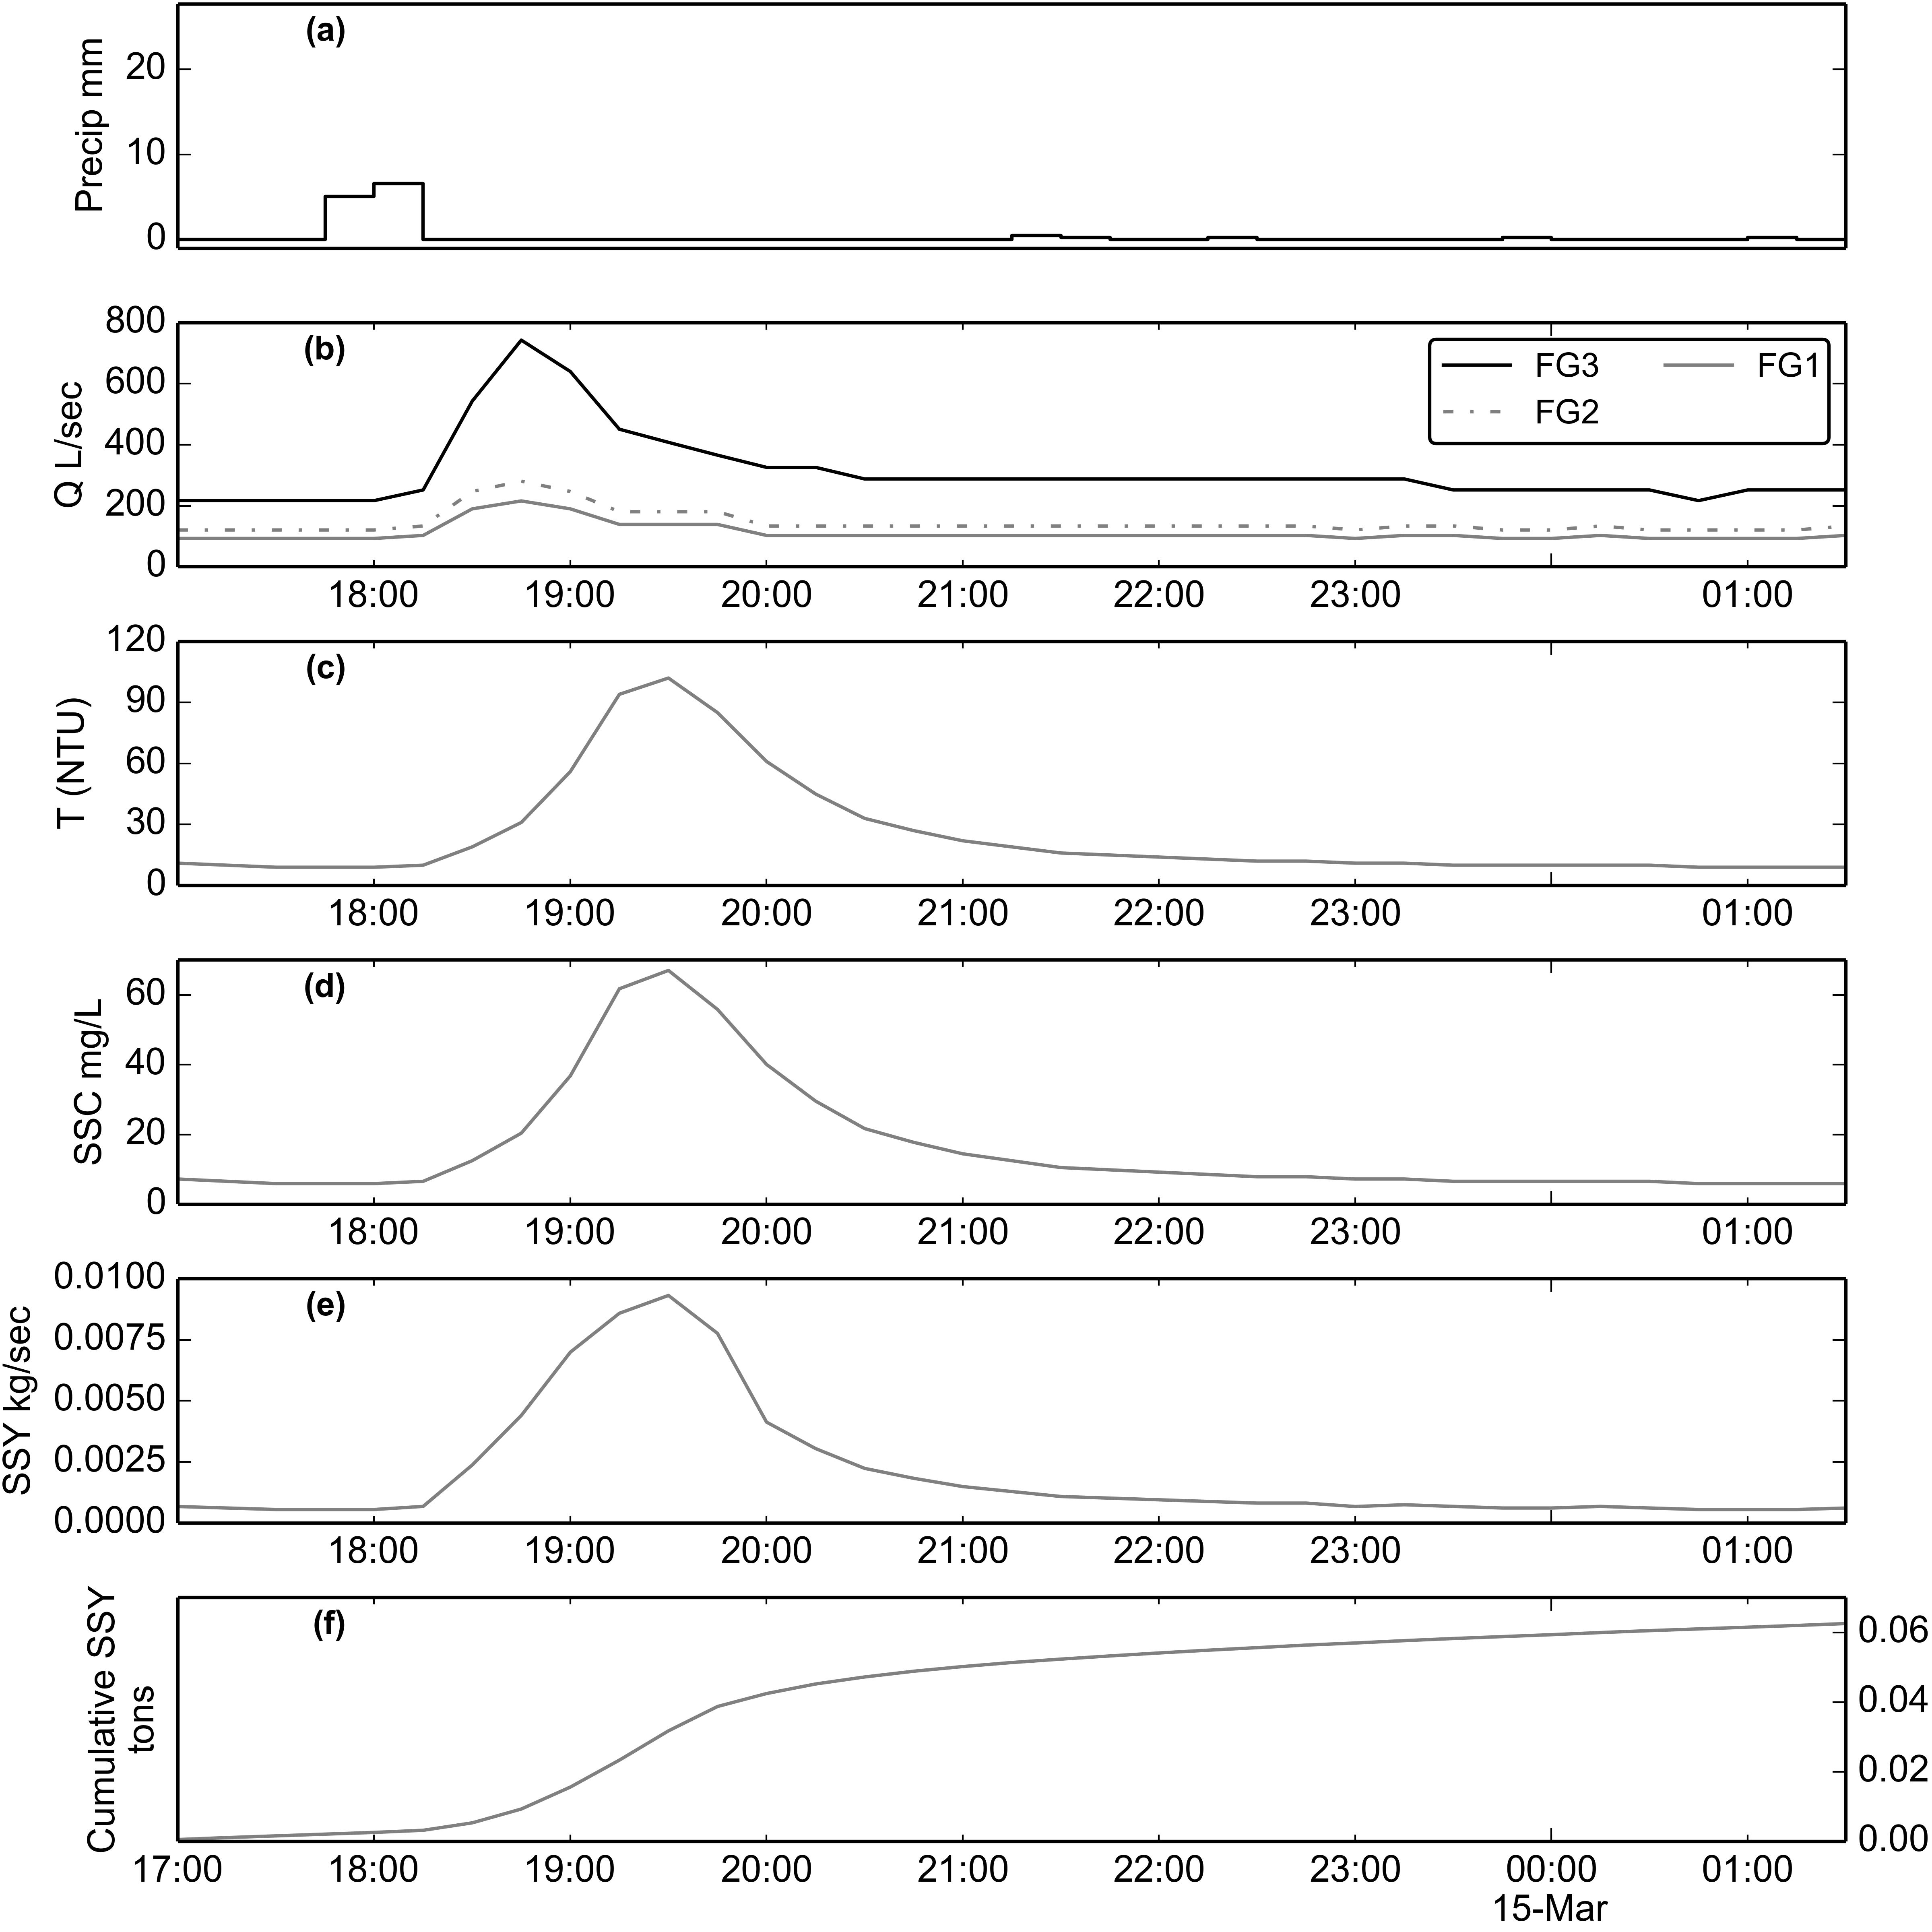 (a)
Precip mm
20
10
0
(b)
Q L/sec
800
600
400
200
0
FG3 FG1
FG2
18:00 19:00 20:00 21:00 22:00 23:00 01:00
(c)
T (NTU)
120
90
60
30
0
18:00 19:00 20:00 21:00 22:00 23:00 01:00
(d)
SSC mg/L
60
40
20
0
18:00 19:00 20:00 21:00 22:00 23:00 01:00
(e)
SSY kg/sec
0.0100
0.0075
0.0050
0.0025
0.0000
18:00 19:00 20:00 21:00 22:00 23:00 01:00
(f)
Cumulative SSY
tons
0.06
0.04
0.02
0.00
17:00 18:00 19:00 20:00 21:00 22:00 23:00 00:00 01:00
15-Mar